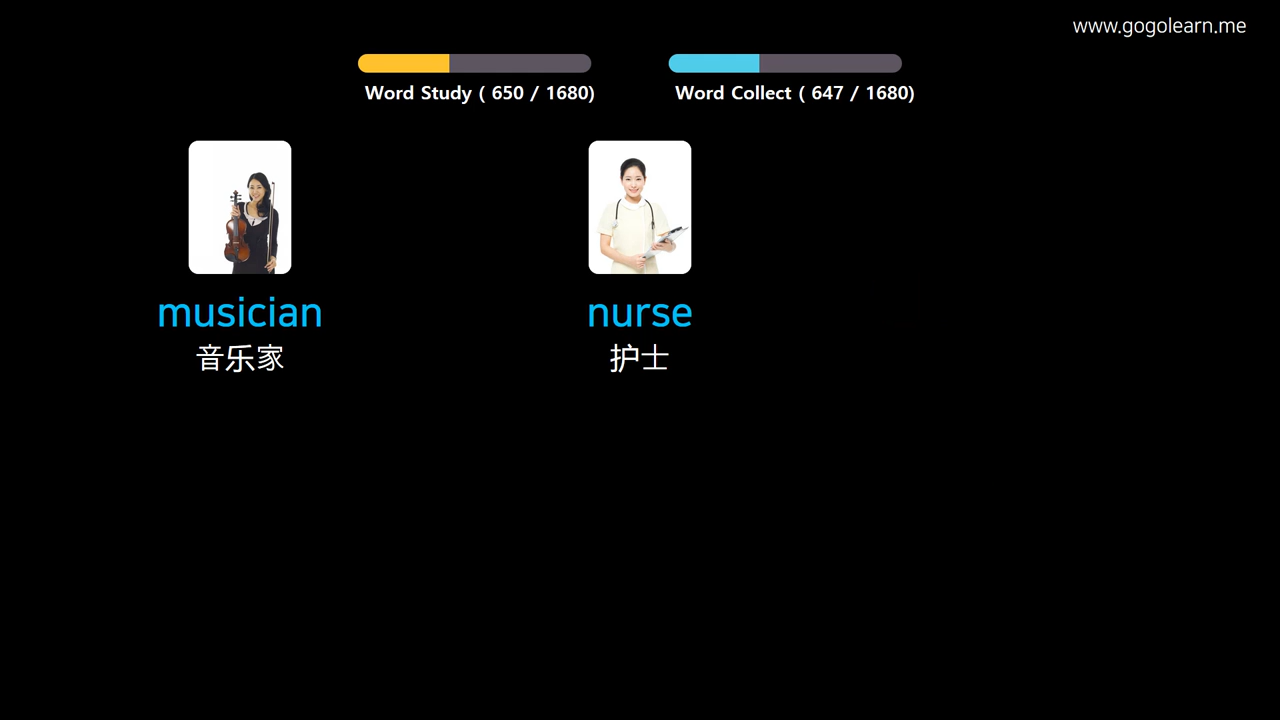 www.gogolearn.me
Word Study ( 650 / 1680)
Word Collect ( 647 / 1680)
musician
音乐家
nurse
护士